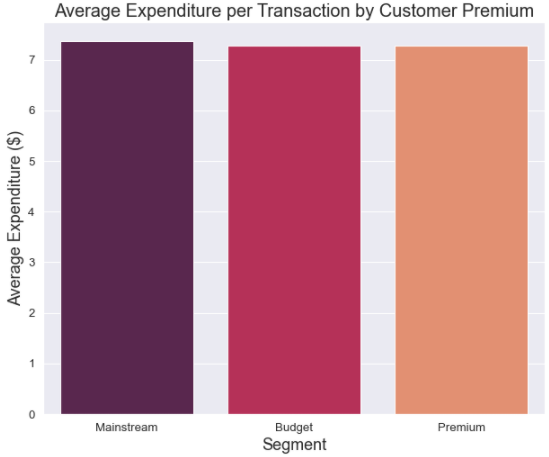 Average Expenditure per Transaction by Customer Premium
Average Expenditure ($)
7
6
5
4
3
2
1
0
Mainstream Budget Premium
Segment